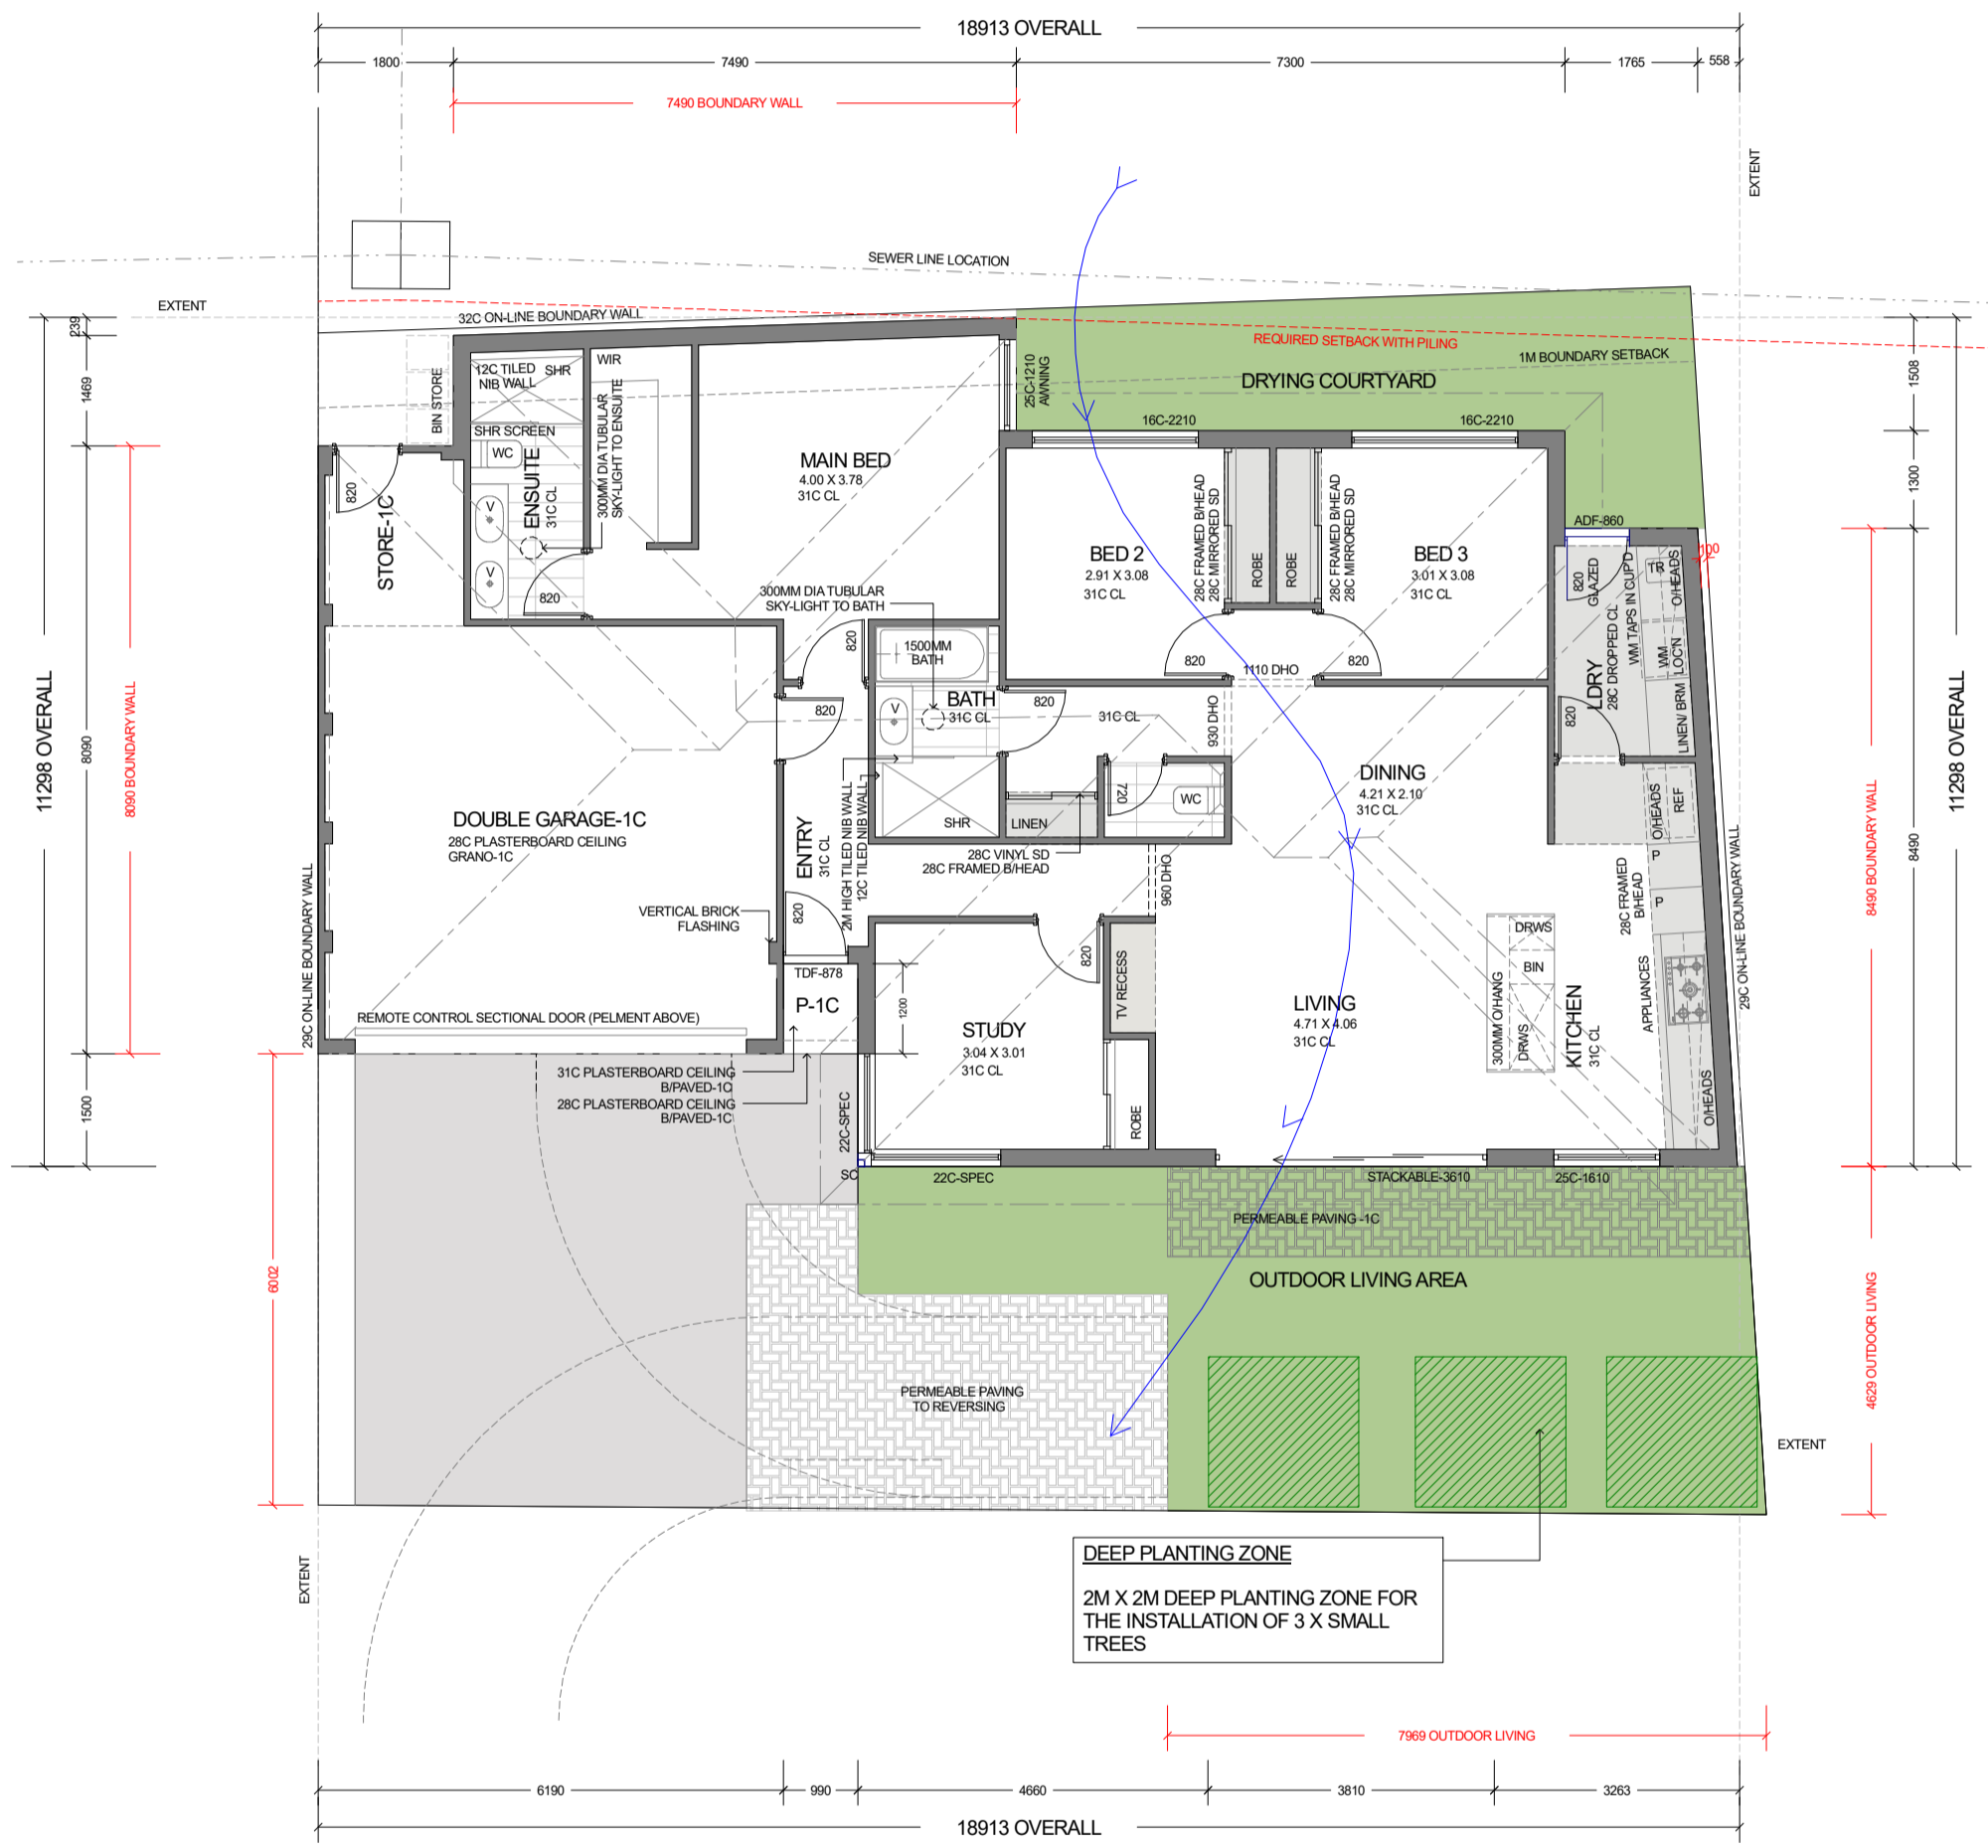 18913 OVERALL
1800
7490
7300
1765
558
7490 BOUNDARY WALL
EXTENT
SEWER LINE LOCATION
EXTENT
32C ON-LINE BOUNDARY WALL
REQUIRED SETBACK WITH PILING
1M BOUNDARY SETBACK
DRYING COURTYARD
25C-1210
AWNING
16C-2210
16C-2210
239
1469
8090
1500
11298 OVERALL
8090 BOUNDARY WALL
6002
29C ON-LINE BOUNDARY WALL
BIN STORE
12C TILED
NIB WALL
SHR
SHR SCREEN
WC
V
V
ENSUITE
31C CL
WIR
300MM DIA TUBULAR
SKY-LIGHT TO ENSUITE
820
MAIN BED
4.00 X 3.78
31C CL
820
STORE-1C
820
BED 2
2.91 X 3.08
31C CL
28C FRAMED B/HEAD
28C MIRRORED SD
ROBE
ROBE
28C FRAMED B/HEAD
28C MIRRORED SD
BED 3
3.01 X 3.08
31C CL
820
1110 DHO
820
ADF-860
820
GLAZED
WM TAPS IN CUP'D
TR
O/HEADS
WM
LOC'N
LINEN/ BRM
LDRY
28C DROPPED CL
820
100
300MM DIA TUBULAR
SKY-LIGHT TO BATH
1500MM
BATH
BATH
31C CL
V
SHR
820
820
31C CL
930 DHO
720
WC
LINEN
28C VINYL SD
28C FRAMED B/HEAD
2M HIGH TILED NIB WALL
12C TILED NIB WALL
ENTRY
31C CL
820
DOUBLE GARAGE-1C
28C PLASTERBOARD CEILING
GRANO-1C
VERTICAL BRICK
FLASHING
REMOTE CONTROL SECTIONAL DOOR (PELMENT ABOVE)
TDF-878
P-1C
1200
31C PLASTERBOARD CEILING
B/PAVED-1C
28C PLASTERBOARD CEILING
B/PAVED-1C
22C-SPEC
SC
22C-SPEC
STUDY
3.04 X 3.01
31C CL
820
TV RECESS
ROBE
960 DHO
DINING
4.21 X 2.10
31C CL
LIVING
4.71 X 4.06
31C CL
O/HEADS
REF
P
P
28C FRAMED
B/HEAD
DRWS
BIN
DRWS
300MM O/HANG
KITCHEN
31C CL
APPLIANCES
O/HEADS
29C ON-LINE BOUNDARY WALL
1508
1300
8490
11298 OVERALL
8490 BOUNDARY WALL
4629 OUTDOOR LIVING
STACKABLE-3610
25C-1610
PERMEABLE PAVING -1C
OUTDOOR LIVING AREA
PERMEABLE PAVING
TO REVERSING
EXTENT
EXTENT
DEEP PLANTING ZONE
2M X 2M DEEP PLANTING ZONE FOR
THE INSTALLATION OF 3 X SMALL
TREES
7969 OUTDOOR LIVING
6190
990
4660
3810
3263
18913 OVERALL